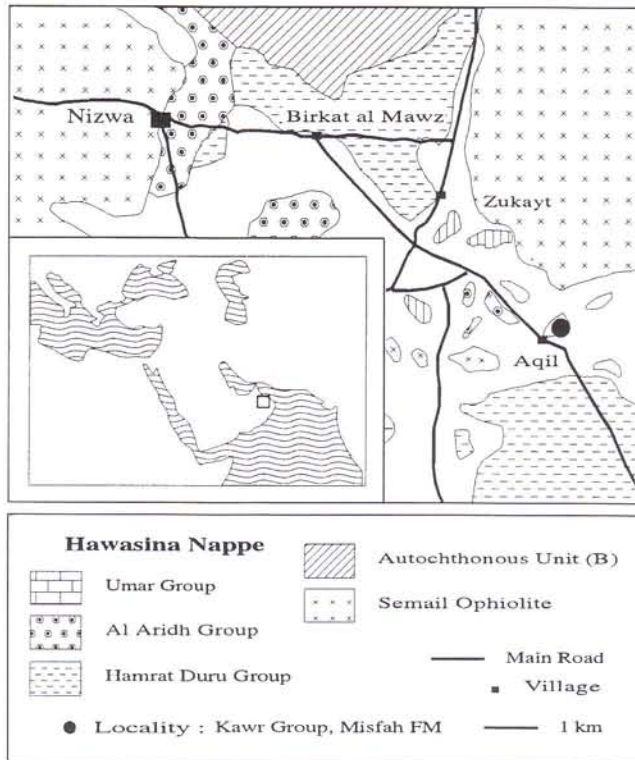 Nizwa
Birkat al Mawz
Zukayt
Aqil
Hawasina Nappe
Umar Group
Al Aridh Group
Hamrat Duru Group
Autochthonous Unit (B)
Semail Ophiolite
Main Road
Village
Locality : Kawr Group, Misfah FM
1 km